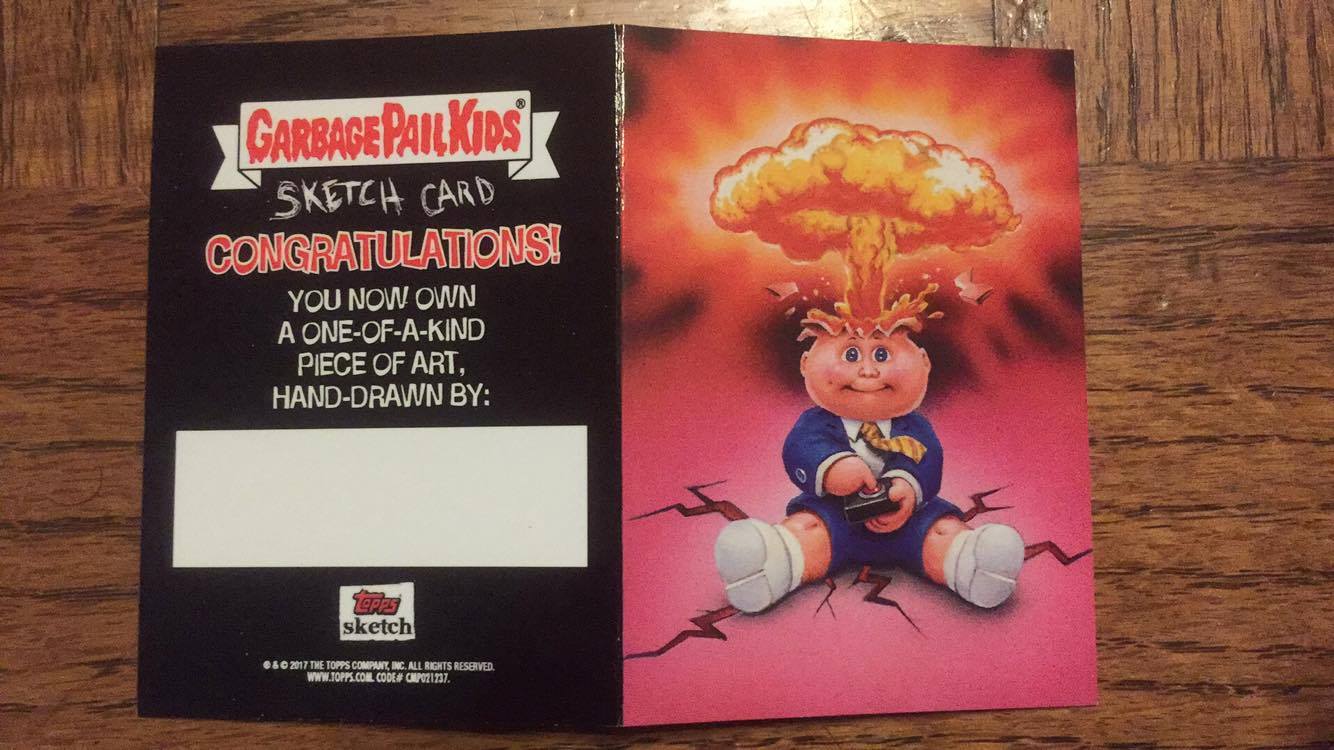 GARBAGE PAIL KIDS®
SKETCH CARD
CONGRATULATIONS!
YOU NOW OWN
A ONE-OF-A-KIND
PIECE OF ART,
HAND-DRAWN BY:
TOPPS
sketch
® & © 2017 THE TOPPS COMPANY, INC. ALL RIGHTS RESERVED.
WWW.TOPPS.COM. CODE# CMP021237.